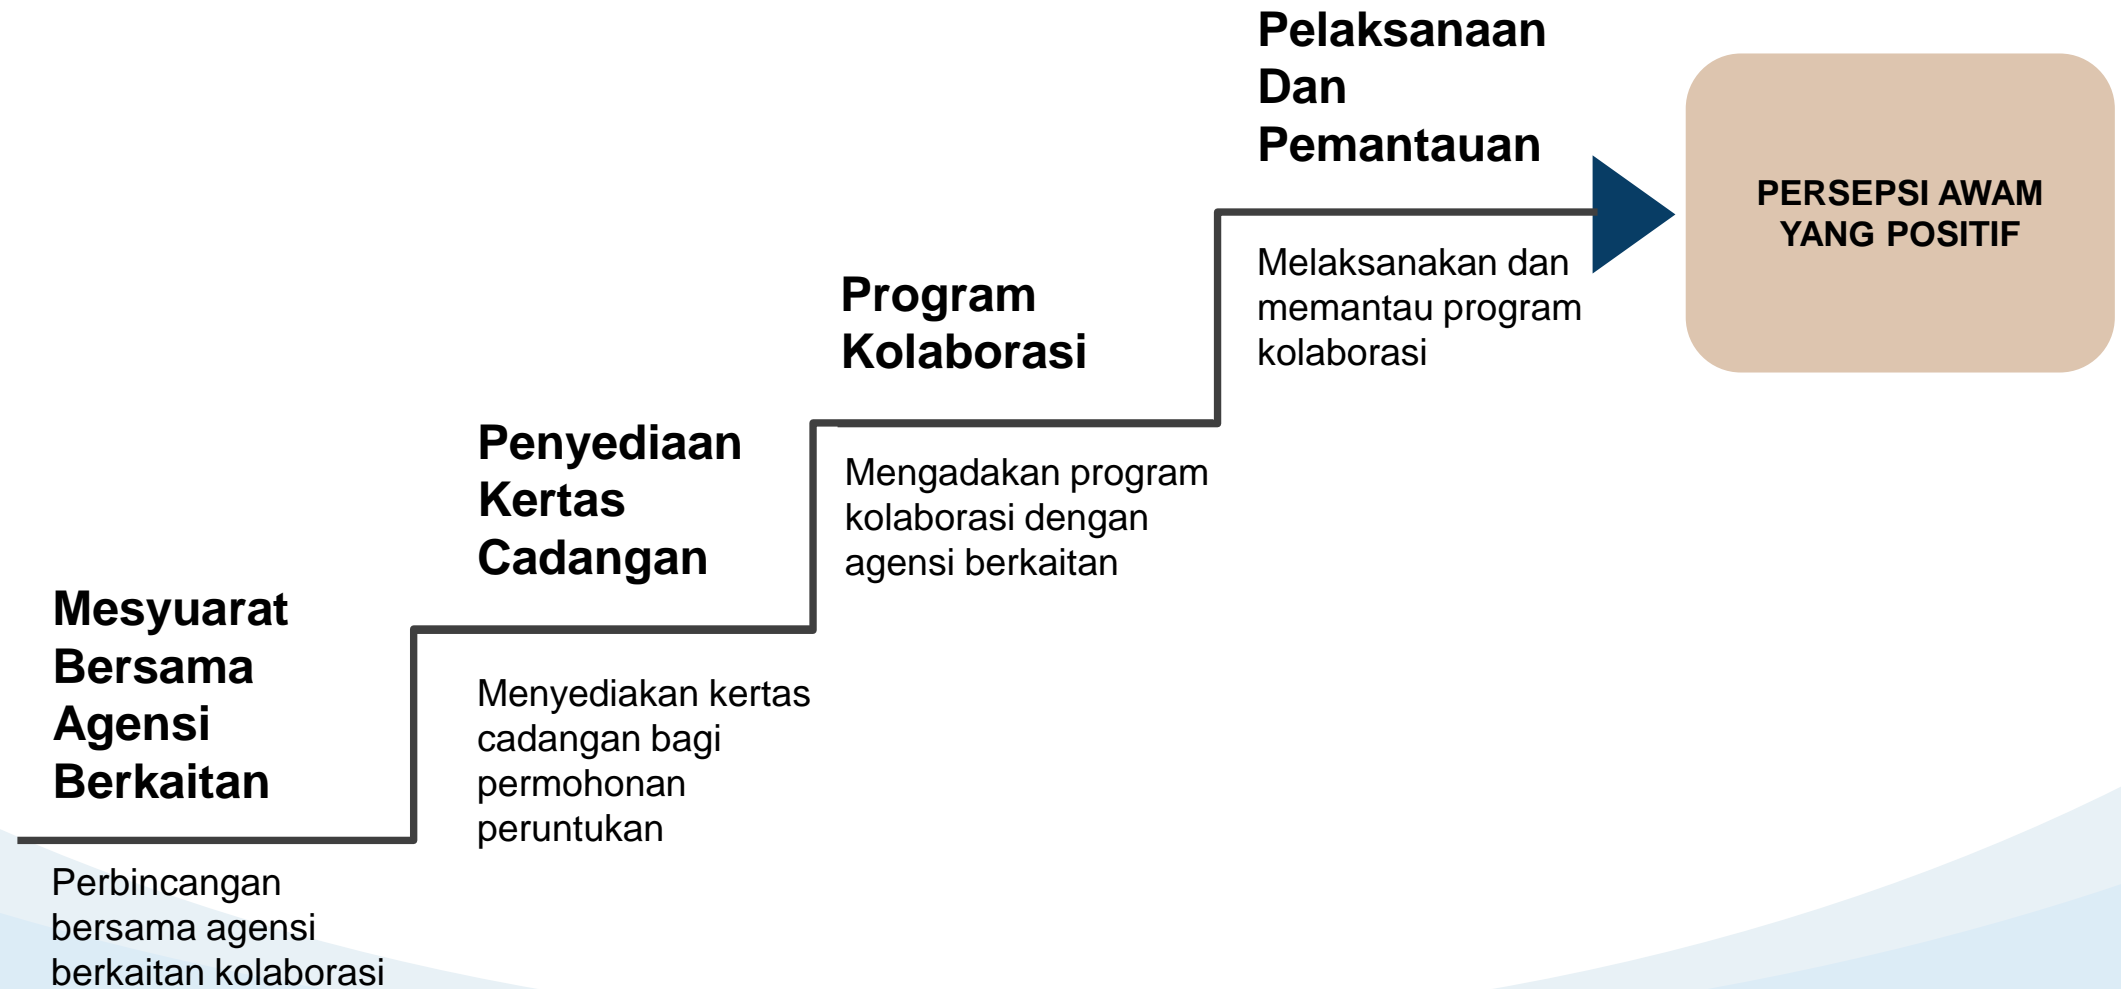 Mesyuarat
Bersama
Agensi
Berkaitan
Perbincangan
bersama agensi
berkaitan kolaborasi
Penyediaan
Kertas
Cadangan
Menyediakan kertas
cadangan bagi
permohonan
peruntukan
Program
Kolaborasi
Mengadakan program
kolaborasi dengan
agensi berkaitan
Pelaksanaan
Dan
Pemantauan
Melaksanakan dan
memantau program
kolaborasi
PERSEPSI AWAM
YANG POSITIF